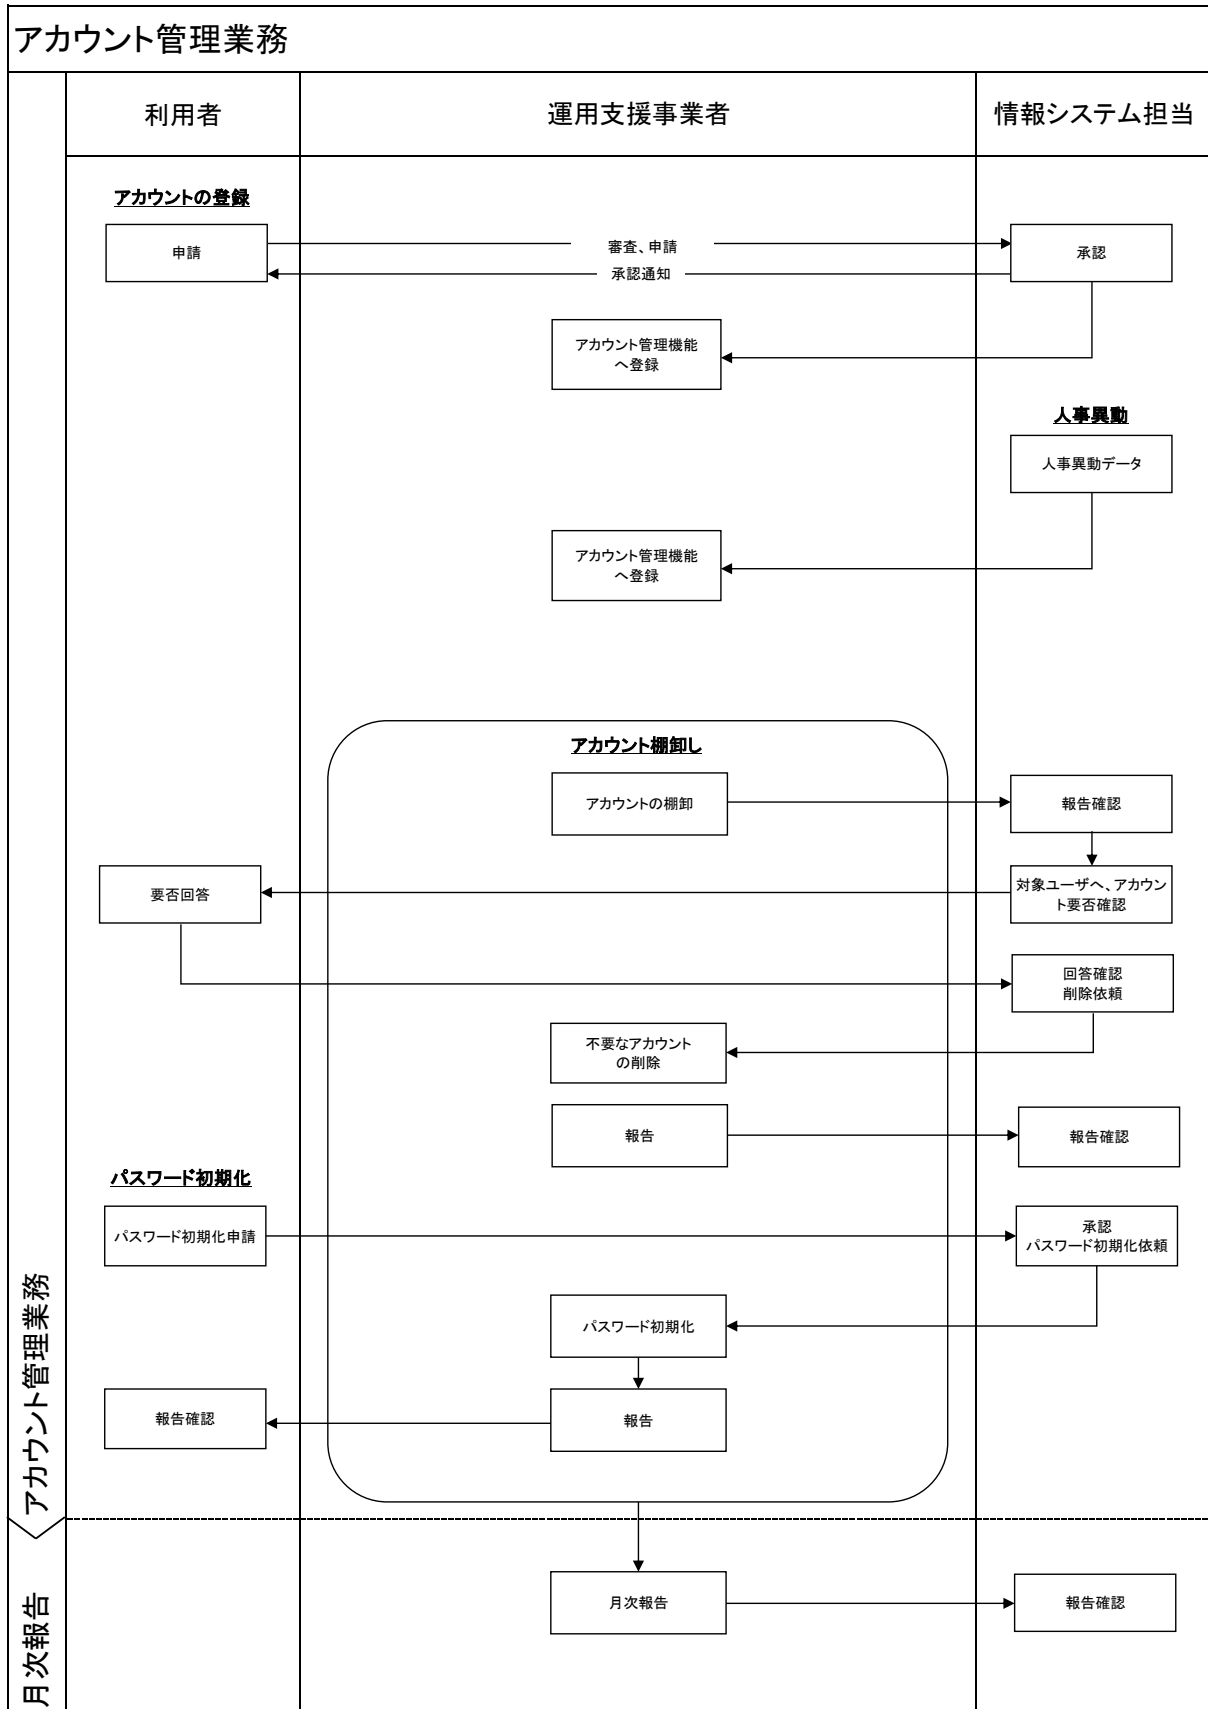 アカウント管理業務
利用者
運用支援事業者
情報システム担当
アカウントの登録
申請
審査、申請
承認通知
承認
アカウント管理機能
へ登録
人事異動
人事異動データ
アカウント管理機能
へ登録
アカウント棚卸し
アカウントの棚卸
報告確認
要否回答
対象ユーザへ、アカウン
ト要否確認
回答確認
削除依頼
不要なアカウント
の削除
報告
報告確認
パスワード初期化
パスワード初期化申請
承認
パスワード初期化依頼
パスワード初期化
報告確認
報告
アカウント管理業務
月次報告
報告確認
月次報告